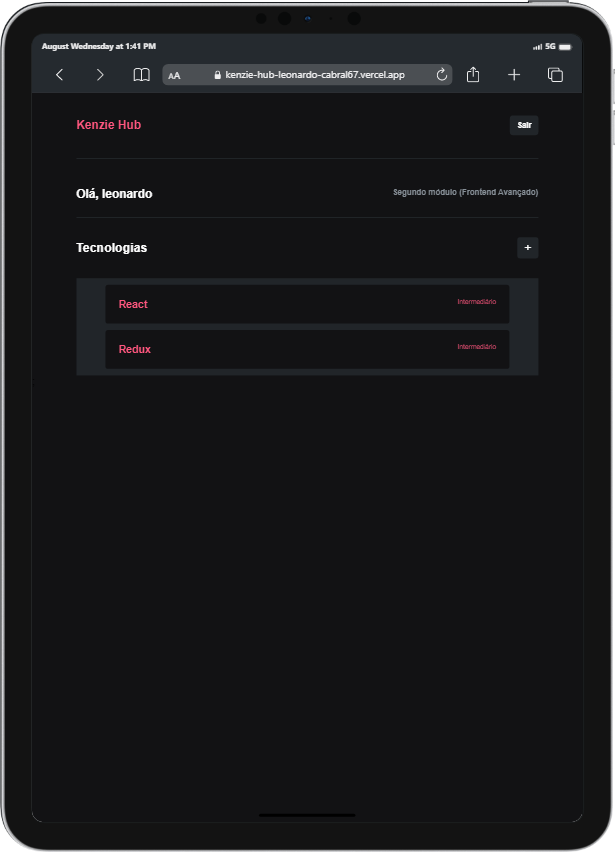 August Wednesday at 1:41 PM
5G
AA
kenzie-hub-leonardo-cabral67.vercel.app
Kenzie Hub
Sair
Olá, leonardo
Segundo módulo (Frontend Avançado)
Tecnologias
+
React
Intermediário
Redux
Intermediário